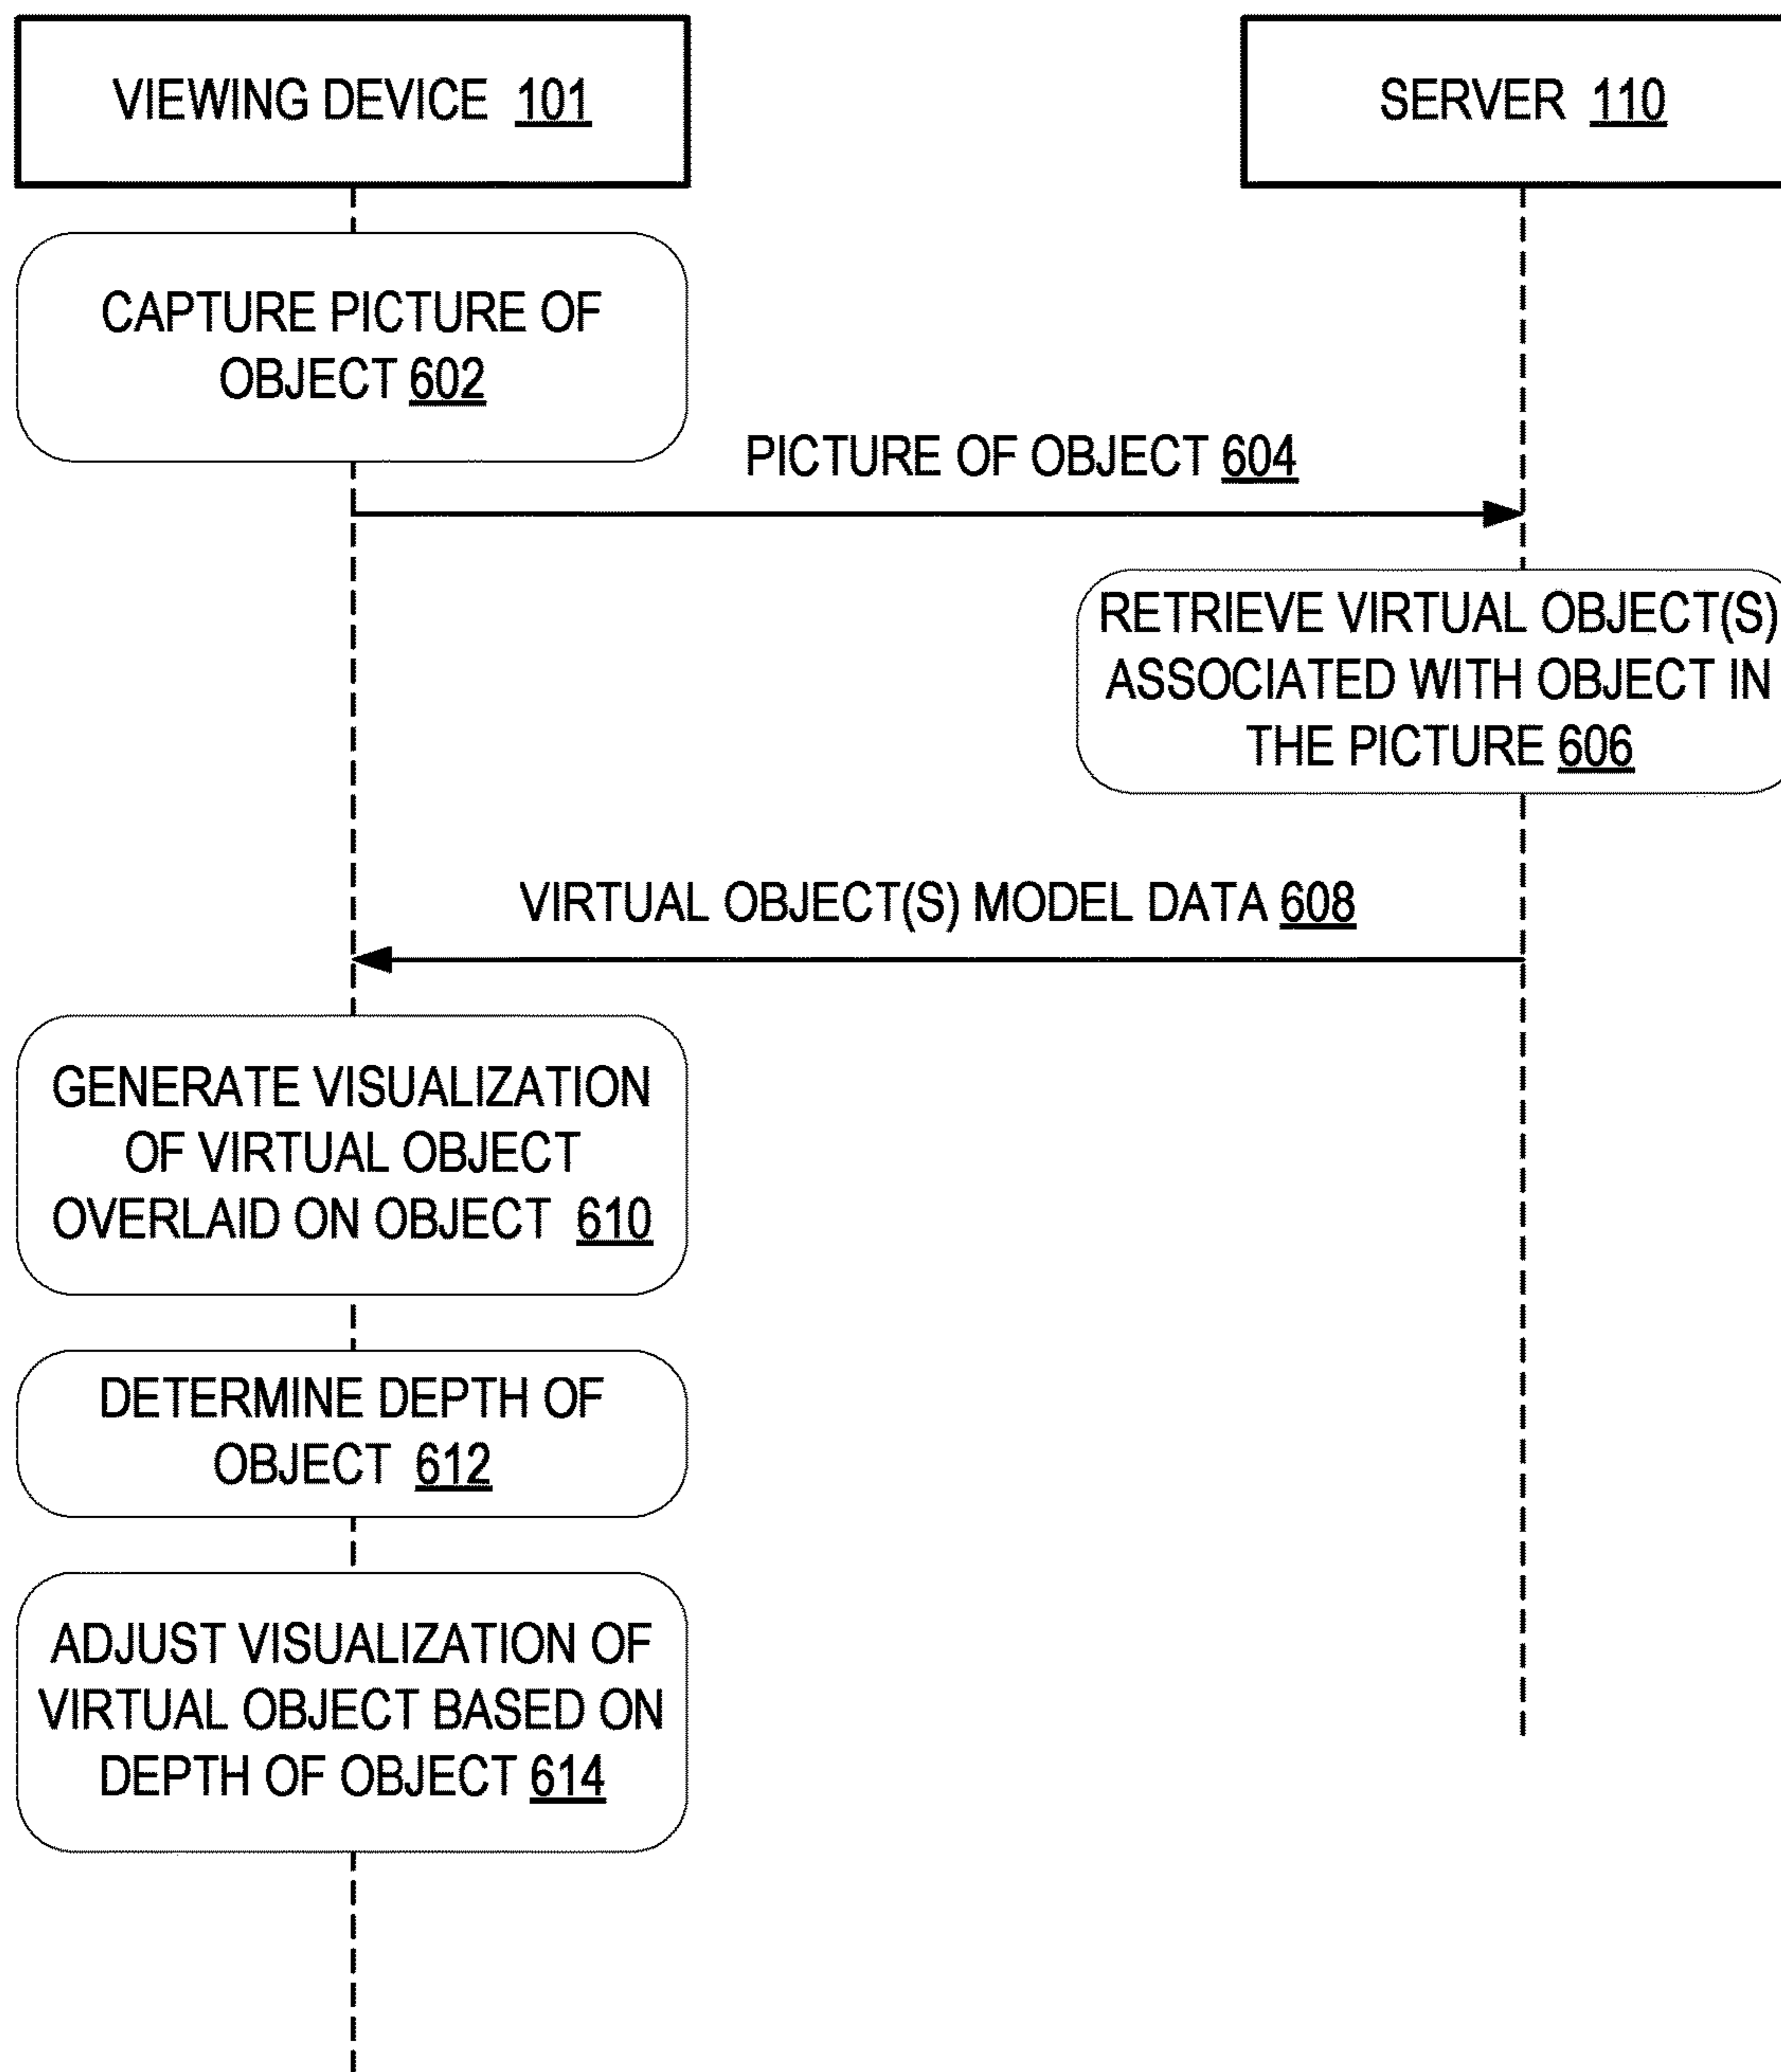 VIEWING DEVICE 101
SERVER 110
CAPTURE PICTURE OF
OBJECT 602
PICTURE OF OBJECT 604
RETRIEVE VIRTUAL OBJECT(S)
ASSOCIATED WITH OBJECT IN
THE PICTURE 606
VIRTUAL OBJECT(S) MODEL DATA 608
GENERATE VISUALIZATION
OF VIRTUAL OBJECT
OVERLAID ON OBJECT 610
DETERMINE DEPTH OF
OBJECT 612
ADJUST VISUALIZATION OF
VIRTUAL OBJECT BASED ON
DEPTH OF OBJECT 614